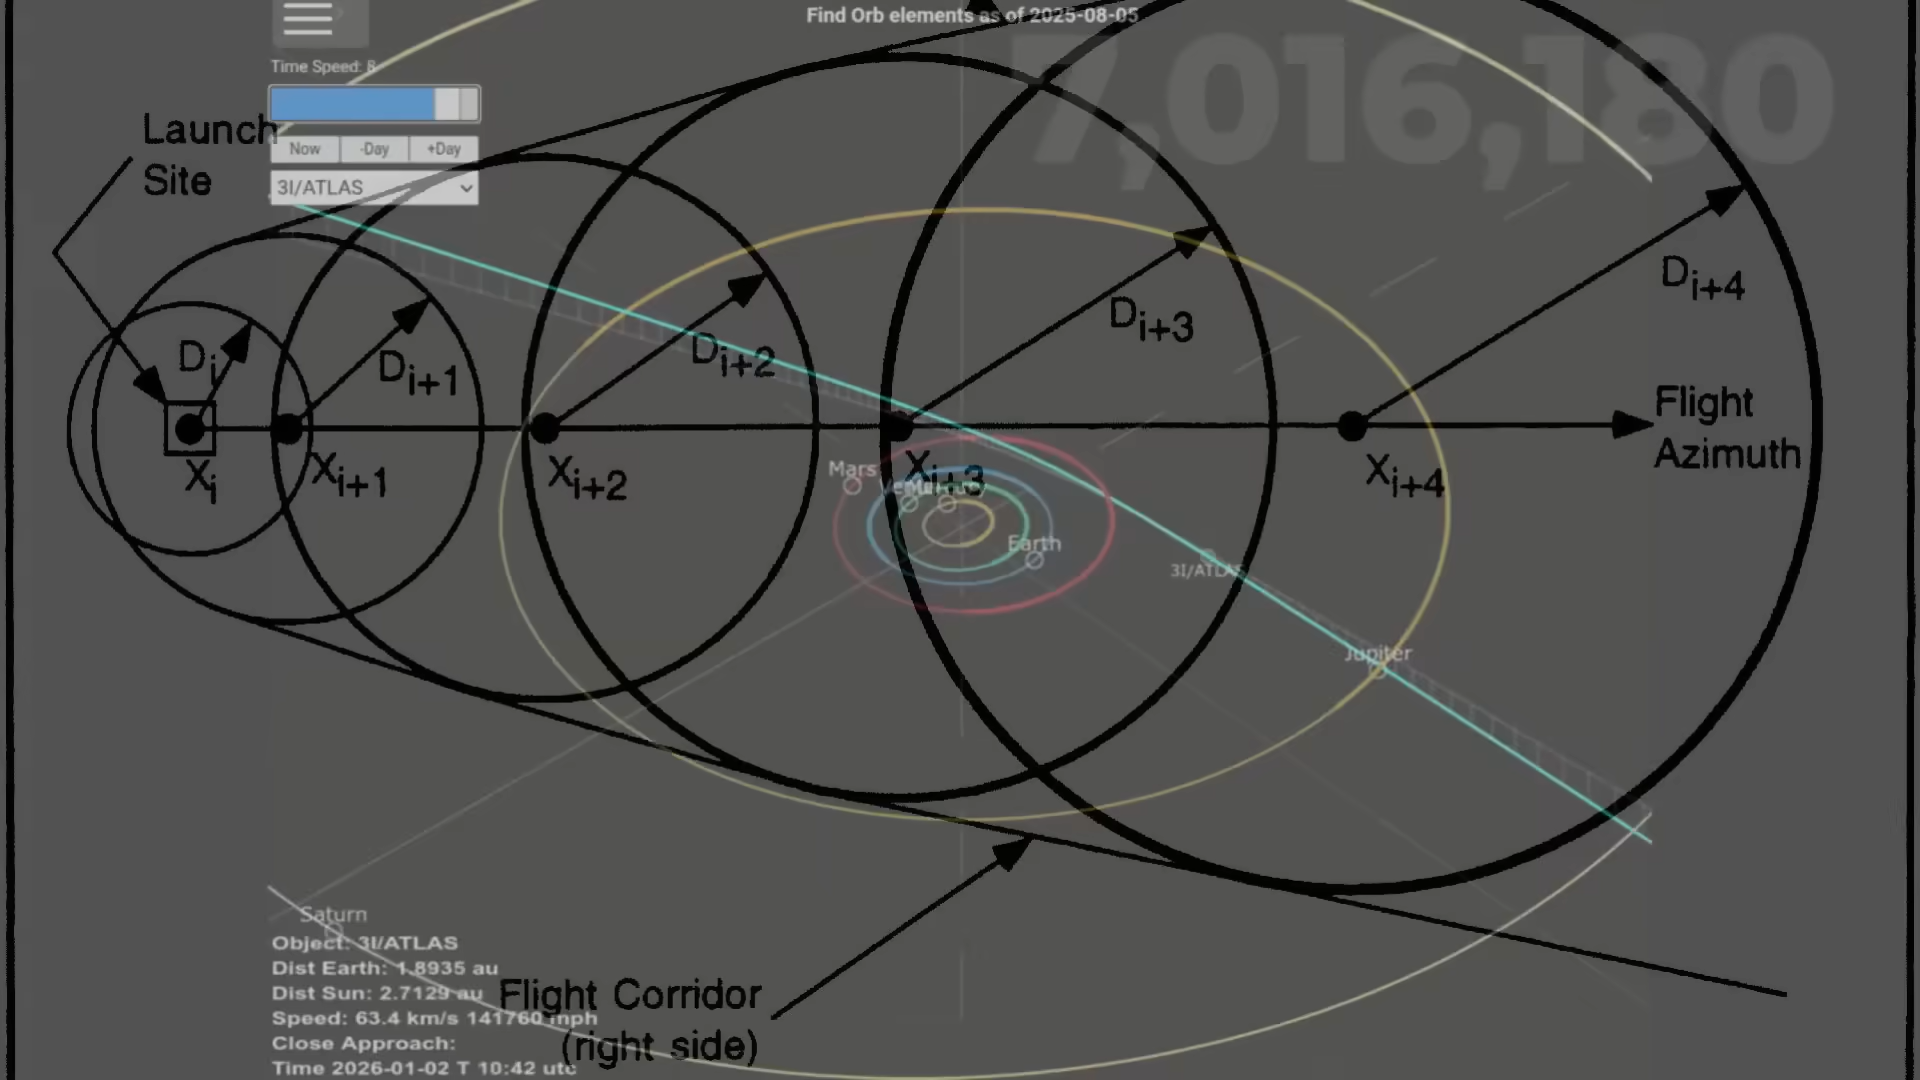 Find Orb elements as of 2025-08-05
7,016,180
Time Speed: 8
Launch
Site
Now
-Day
+Day
3I/ATLAS
Di
Di+1
Di+2
Di+3
Di+4
Flight
Azimuth
Xi
Xi+1
Xi+2
Xi+3
Xi+4
Mars
Earth
3I/ATLAS
Jupiter
Saturn
Object: 3I/ATLAS
Dist Earth: 1.8935 au
Dist Sun: 2.7129 au
Speed: 63.4 km/s 141760 mph
Close Approach:
Time 2026-01-02 T 10:42 utc
Flight Corridor
(right side)